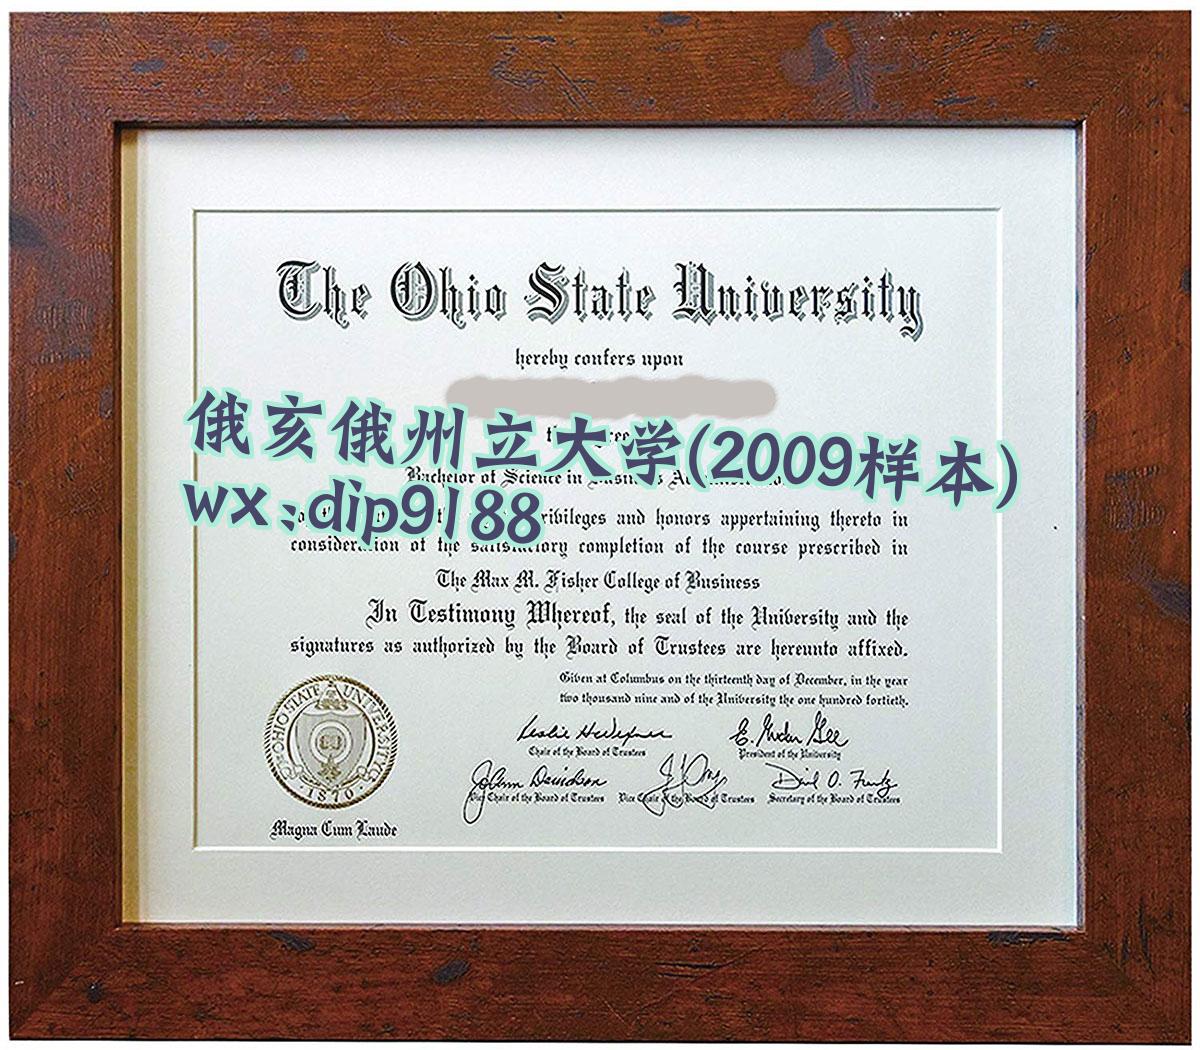 The Ohio State University
hereby confers upon
俄亥俄州立大学(2009样本)
Bachelor of Science in Business
wx:dip9188
privileges and honors appertaining thereto in
consideration of the satisfactory completion of the course prescribed in
The Max M. Fisher College of Business
In Testimony Whereof, the seal of the University and the
signatures as authorized by the Board of Trustees are hereunto affixed.
Given at Columbus on the thirteenth day of December, in the year
two thousand nine and of the University the one hundred fortieth.
Chair of the Board of Trustees
President of the University
Vice Chair of the Board of Trustees
Vice Chair of the Board of Trustees
Secretary of the Board of Trustees
OHIO STATE UNIVERSITY
1870
Magna Cum Laude